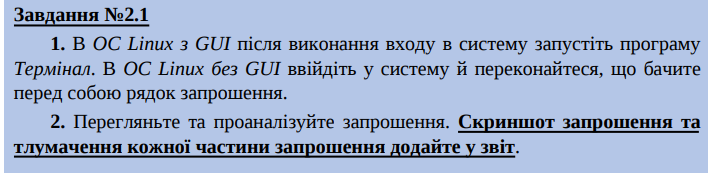 Завдання №2.1
1. В ОС Linux з GUI після виконання входу в систему запустіть програму
Термінал. В ОС Linux без GUI ввійдіть у систему й переконайтеся, що бачите
перед собою рядок запрошення.
2. Перегляньте та проаналізуйте запрошення. Скриншот запрошення та
тлумачення кожної частини запрошення додайте у звіт.